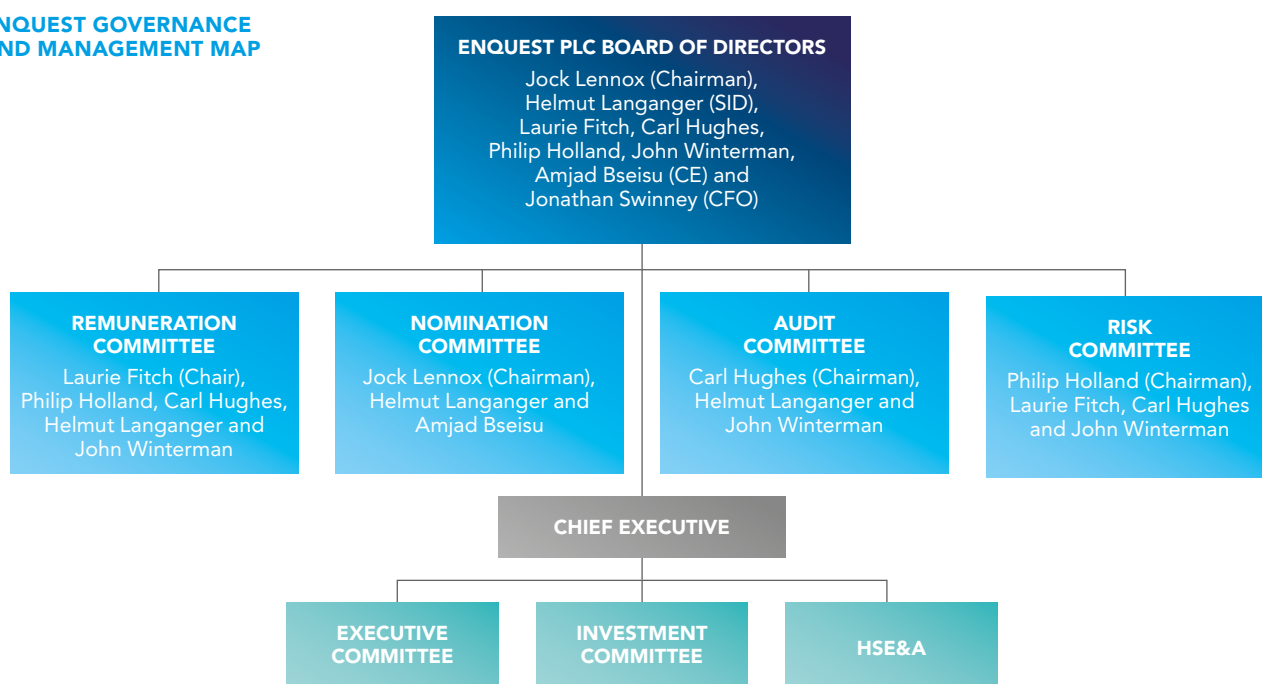 NQUEST GOVERNANCE
ND MANAGEMENT MAP
ENQUEST PLC BOARD OF DIRECTORS
Jock Lennox (Chairman),
Helmut Langanger (SID),
Laurie Fitch, Carl Hughes,
Philip Holland, John Winterman,
Amjad Bseisu (CE) and
Jonathan Swinney (CFO)
REMUNERATION
COMMITTEE
Laurie Fitch (Chair),
Philip Holland, Carl Hughes,
Helmut Langanger and
John Winterman
NOMINATION
COMMITTEE
Jock Lennox (Chairman),
Helmut Langanger and
Amjad Bseisu
AUDIT
COMMITTEE
Carl Hughes (Chairman),
Helmut Langanger and
John Winterman
RISK
COMMITTEE
Philip Holland (Chairman),
Laurie Fitch, Carl Hughes
and John Winterman
CHIEF EXECUTIVE
EXECUTIVE
COMMITTEE
INVESTMENT
COMMITTEE
HSE&A